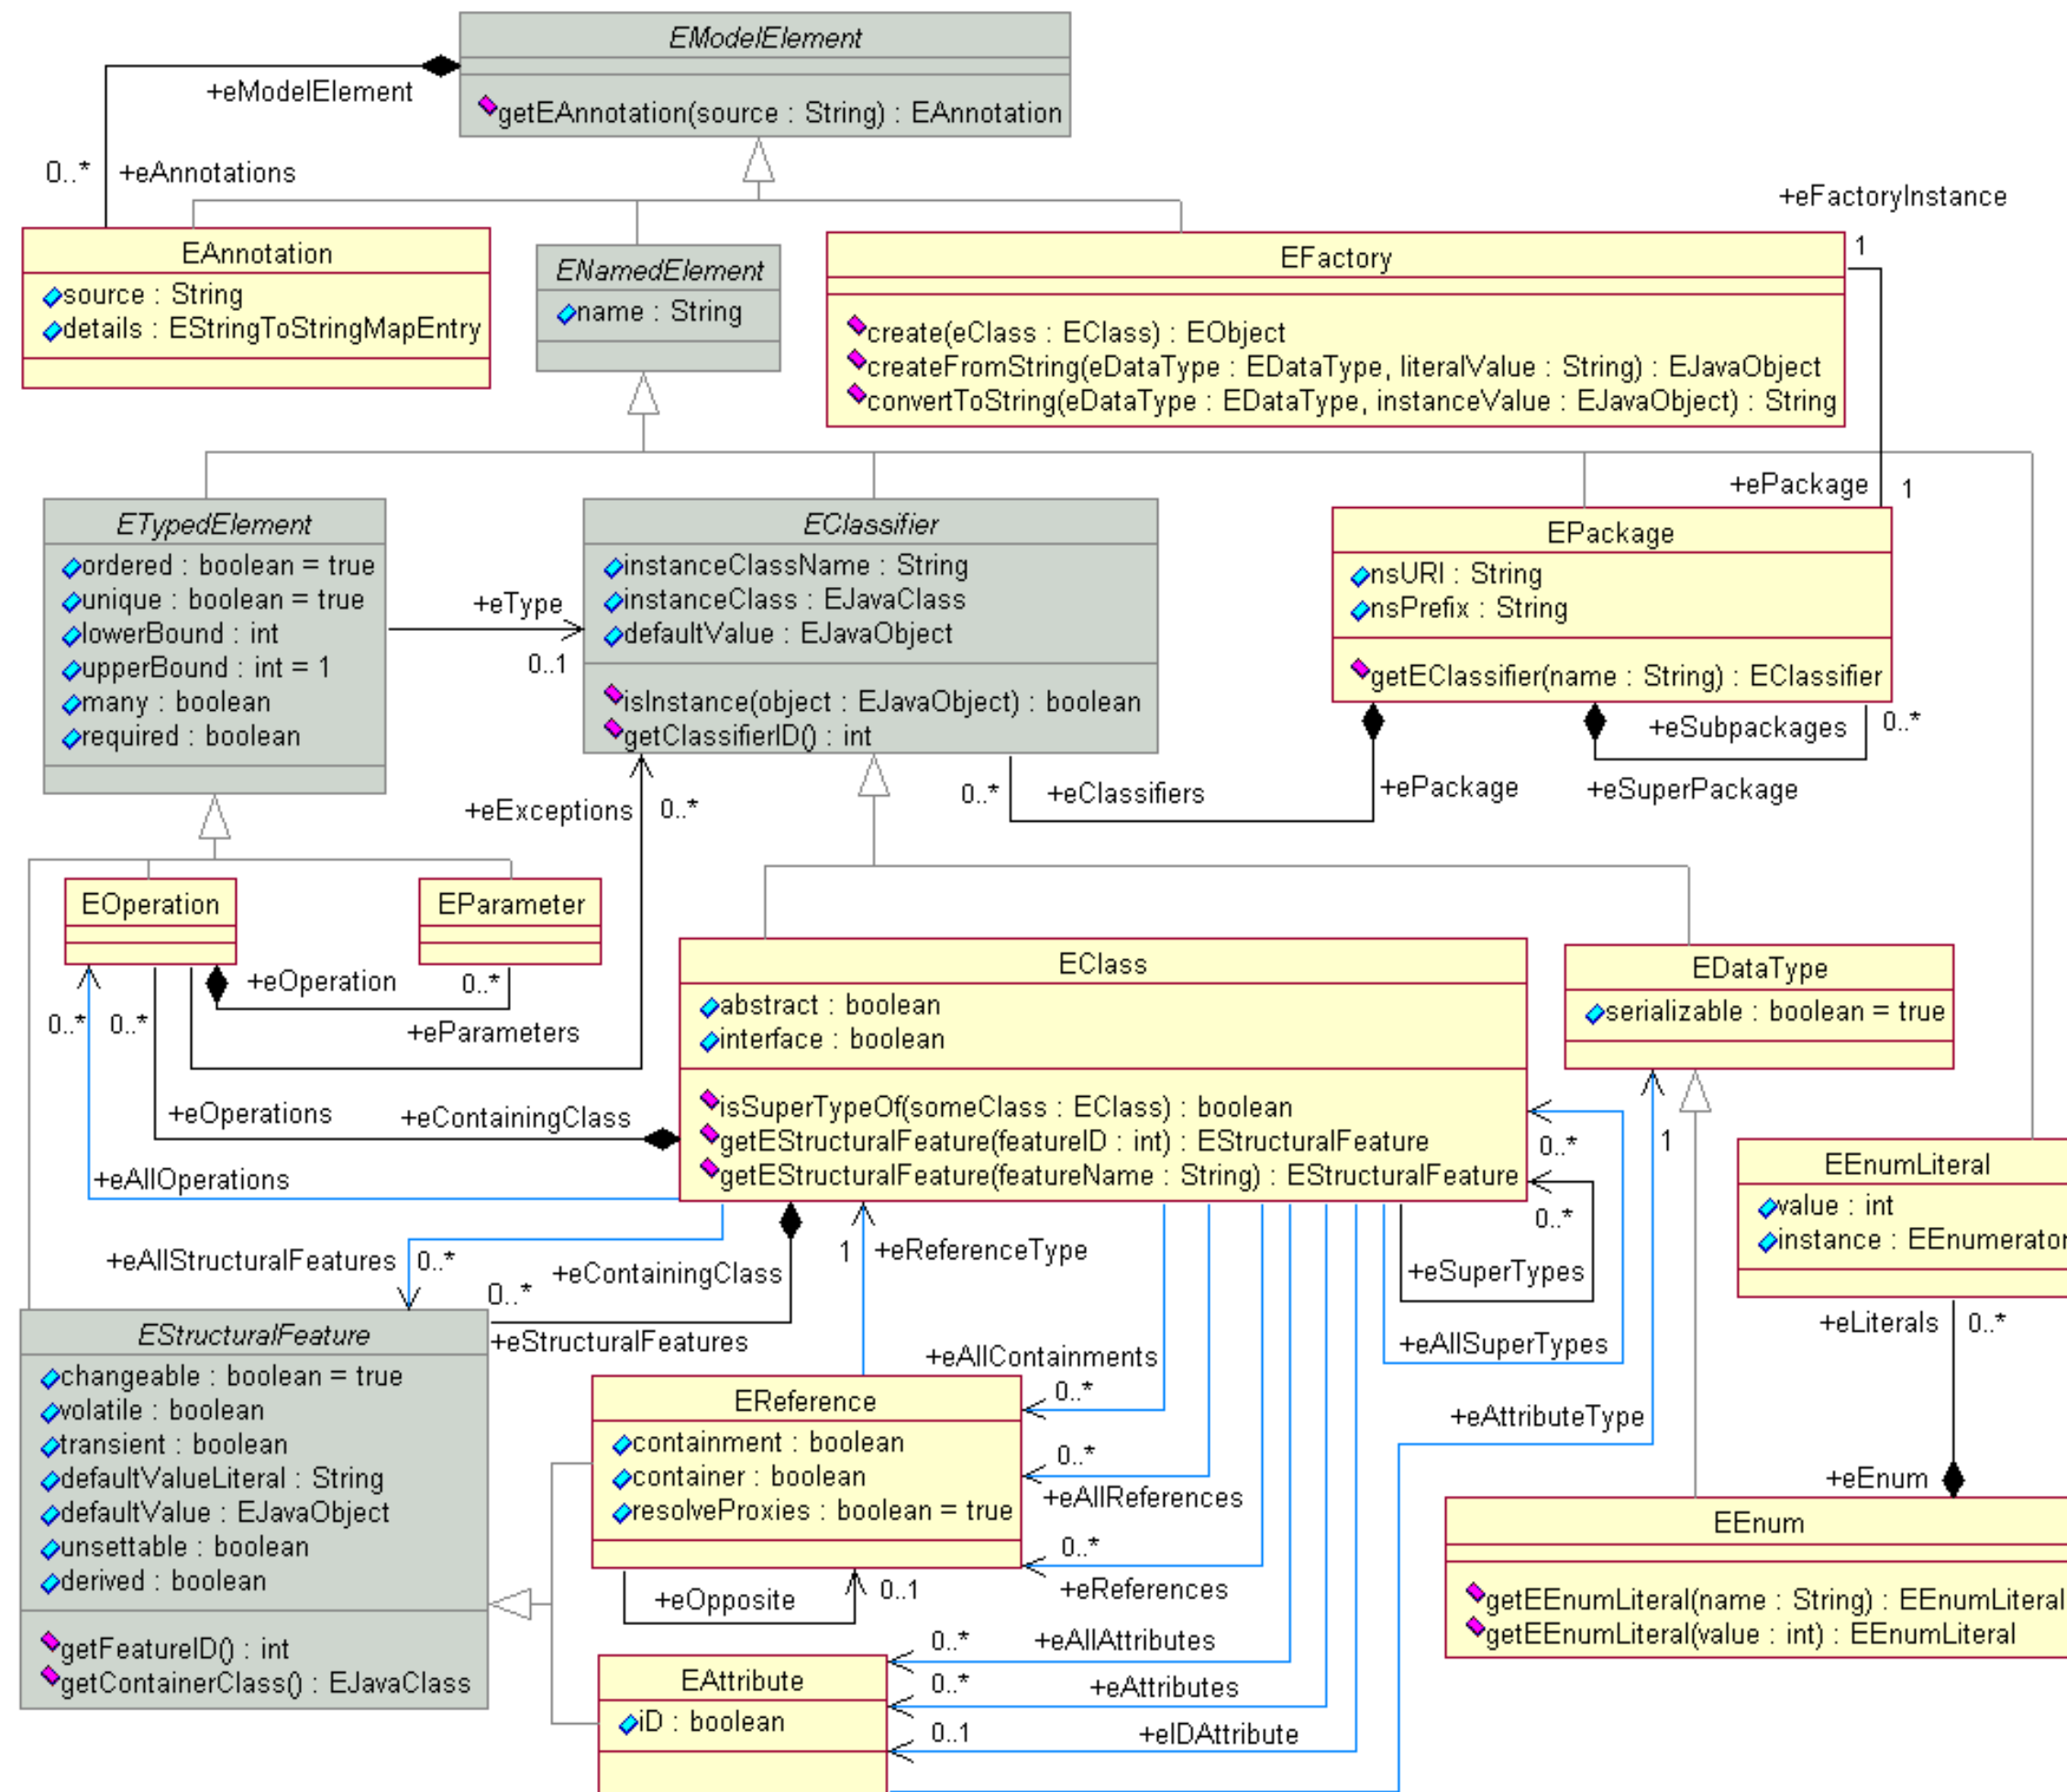 EModelElement
getEAnnotation(source : String) : EAnnotation
+eModelElement
0..*
+eAnnotations
+eFactoryInstance
1
EAnnotation
source : String
details : EStringToStringMapEntry
ENamedElement
name : String
EFactory
create(eClass : EClass) : EObject
createFromString(eDataType : EDataType, literalValue : String) : EJavaObject
convertToString(eDataType : EDataType, instanceValue : EJavaObject) : String
+ePackage
1
ETypedElement
ordered : boolean = true
unique : boolean = true
lowerBound : int
upperBound : int = 1
many : boolean
required : boolean
+eType
0..1
EClassifier
instanceClassName : String
instanceClass : EJavaClass
defaultValue : EJavaObject
isInstance(object : EJavaObject) : boolean
getClassifierID() : int
EPackage
nsURI : String
nsPrefix : String
getEClassifier(name : String) : EClassifier
+eSubpackages
0..*
+eSuperPackage
+ePackage
+eClassifiers
0..*
+eExceptions
0..*
EOperation
EParameter
+eOperation
0..*
+eParameters
0..*
0..*
+eOperations
+eContainingClass
+eAllOperations
EClass
abstract : boolean
interface : boolean
isSuperTypeOf(someClass : EClass) : boolean
getEStructuralFeature(featureID : int) : EStructuralFeature
getEStructuralFeature(featureName : String) : EStructuralFeature
EDataType
serializable : boolean = true
0..*
1
0..*
+eSuperTypes
+eAllSuperTypes
EEnumLiteral
value : int
instance : EEnumerator
+eLiterals
0..*
+eAllStructuralFeatures
0..*
+eContainingClass
0..*
+eStructuralFeatures
1
+eReferenceType
+eAllContainments
0..*
EStructuralFeature
changeable : boolean = true
volatile : boolean
transient : boolean
defaultValueLiteral : String
defaultValue : EJavaObject
unsettable : boolean
derived : boolean
getFeatureID() : int
getContainerClass() : EJavaClass
EReference
containment : boolean
container : boolean
resolveProxies : boolean = true
0..*
+eAllReferences
0..*
+eReferences
+eOpposite
0..1
+eAttributeType
+eEnum
EEnum
getEEnumLiteral(name : String) : EEnumLiteral
getEEnumLiteral(value : int) : EEnumLiteral
0..*
+eAllAttributes
0..*
+eAttributes
0..1
+eIDAttribute
EAttribute
iD : boolean